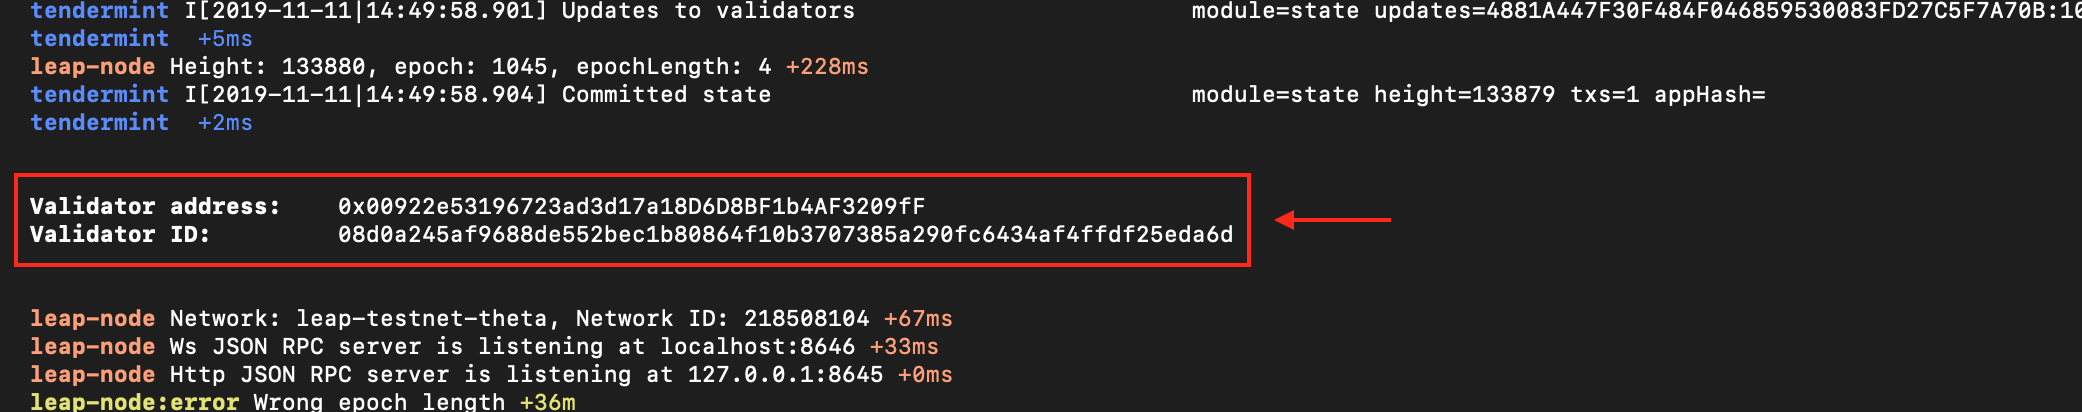 tendermint I[2019-11-11|14:49:58.901] Updates to validators module=state updates=4881A447F30F484F046859530083FD27C5F7A70B:10
tendermint +5ms
leap-node Height: 133880, epoch: 1045, epochLength: 4 +228ms
tendermint I[2019-11-11|14:49:58.904] Committed state module=state height=133879 txs=1 appHash=
tendermint +2ms
Validator address: 0x00922e53196723ad3d17a18D6D8BF1b4AF3209fF
Validator ID: 08d0a245af9688de552bec1b80864f10b3707385a290fc6434af4ffdf25eda6d
leap-node Network: leap-testnet-theta, Network ID: 218508104 +67ms
leap-node Ws JSON RPC server is listening at localhost:8646 +33ms
leap-node Http JSON RPC server is listening at 127.0.0.1:8645 +0ms
leap-node:error Wrong epoch length +36m